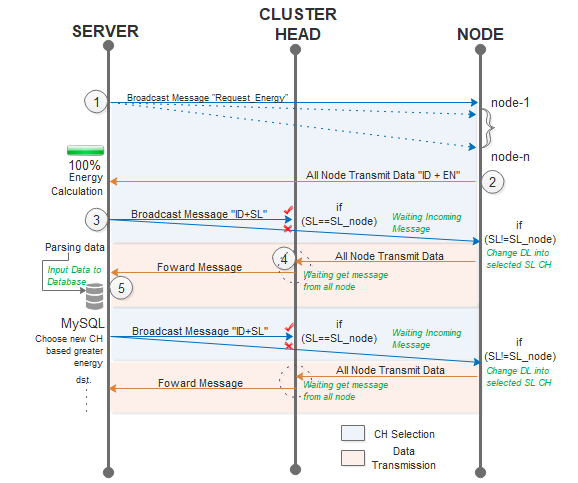 SERVER
CLUSTER
HEAD
NODE
1
Broadcast Message "Request_Energy"
node-1
node-n
100%
Energy
Calculation
All Node Transmit Data "ID + EN"
2
3
Broadcast Message "ID+SL"
if
(SL==SL_node)
Waiting Incoming
Message
if
(SL!=SL_node)
Change DL into
selected SL CH
Parsing data
Input Data to
Database
4
All Node Transmit Data
Foward Message
Waiting get message
from all node
5
MySQL
Choose new CH
based greater
energy
dst.
Broadcast Message "ID+SL"
if
(SL==SL_node)
Waiting Incoming
Message
if
(SL!=SL_node)
Change DL into
selected SL CH
All Node Transmit Data
Foward Message
Waiting get message
from all node
CH Selection
Data
Transmission